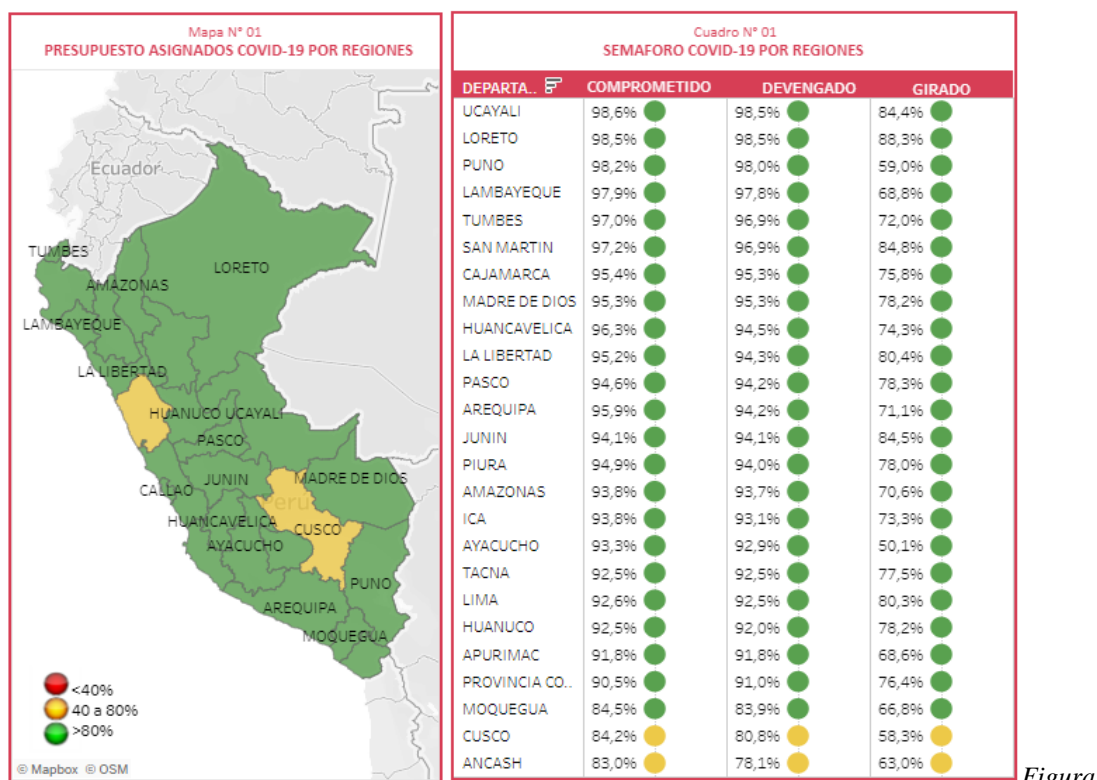 Mapa N° 01
PRESUPUESTO ASIGNADOS COVID-19 POR REGIONES
Ecuador
TUMBES
LORETO
AMAZONAS
LAMBAYEQUE
LA LIBERTAD
HUANUCO UCAYALI
PASCO
JUNIN
MADRE DE DIOS
CALLAO
Perú
HUANCAVELICA
CUSCO
AYACUCHO
PUNO
AREQUIPA
MOQUEGUA
<40%
40 a 80%
>80%
© Mapbox © OSM
Cuadro N° 01
SEMAFORO COVID-19 POR REGIONES
DEPARTA.. COMPROMETIDO DEVENGADO GIRADO
UCAYALI 98,6% 98,5% 84,4%
LORETO 98,5% 98,5% 88,3%
PUNO 98,2% 98,0% 59,0%
LAMBAYEQUE 97,9% 97,8% 68,8%
TUMBES 97,0% 96,9% 72,0%
SAN MARTIN 97,2% 96,9% 84,8%
CAJAMARCA 95,4% 95,3% 75,8%
MADRE DE DIOS 95,3% 95,3% 78,2%
HUANCAVELICA 96,3% 94,5% 74,3%
LA LIBERTAD 95,2% 94,3% 80,4%
PASCO 94,6% 94,2% 78,3%
AREQUIPA 95,9% 94,2% 71,1%
JUNIN 94,1% 94,1% 84,5%
PIURA 94,9% 94,0% 78,0%
AMAZONAS 93,8% 93,7% 70,6%
ICA 93,8% 93,1% 73,3%
AYACUCHO 93,3% 92,9% 50,1%
TACNA 92,5% 92,5% 77,5%
LIMA 92,6% 92,5% 80,3%
HUANUCO 92,5% 92,0% 78,2%
APURIMAC 91,8% 91,8% 68,6%
PROVINCIA CO.. 90,5% 91,0% 76,4%
MOQUEGUA 84,5% 83,9% 66,8%
CUSCO 84,2% 80,8% 58,3%
ANCASH 83,0% 78,1% 63,0%
Figura